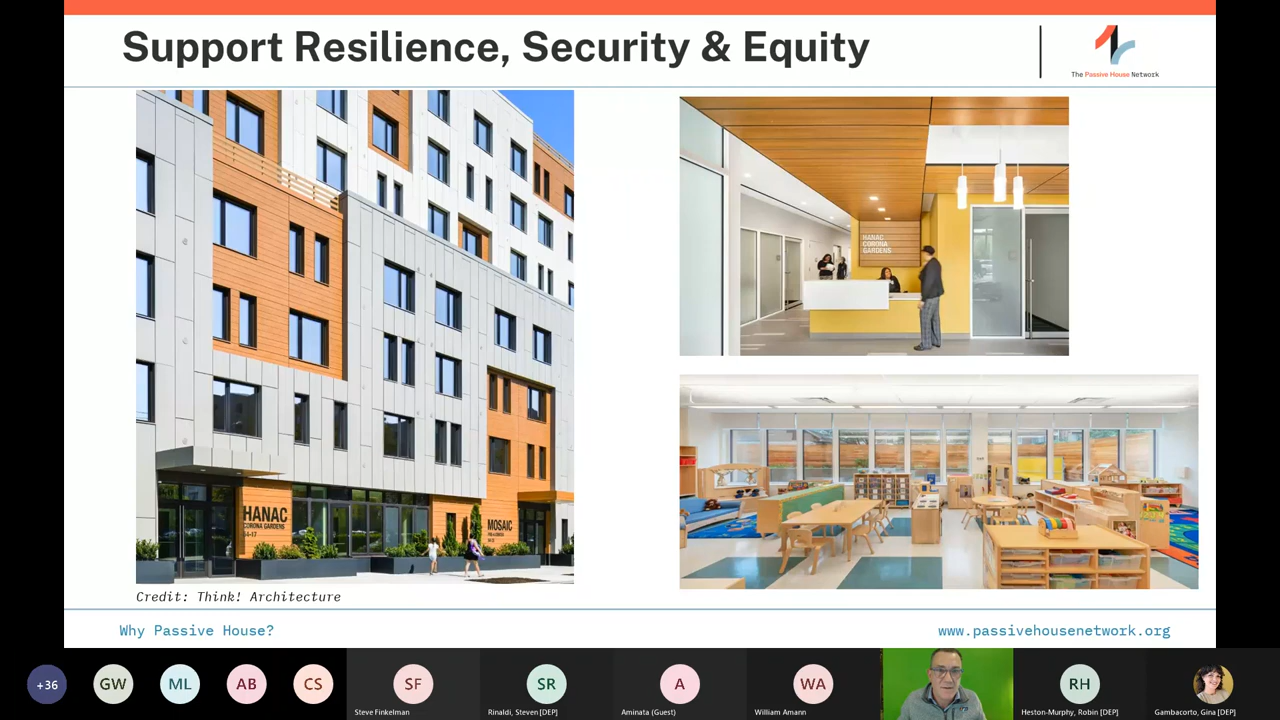 Support Resilience, Security & Equity
The Passive House Network
HANAC
CORONA
GARDENS
HANAC
CORONA GARDENS
MOSAIC
Credit: Think! Architecture
Why Passive House?
www.passivehousenetwork.org
+36
GW
ML
AB
CS
SF
SR
A
WA
RH
Steve Finkelman
Rinaldi, Steven [DEP]
Aminata (Guest)
William Amann
Heston-Murphy, Robin [DEP]
Gambacorto, Gina [DEP]